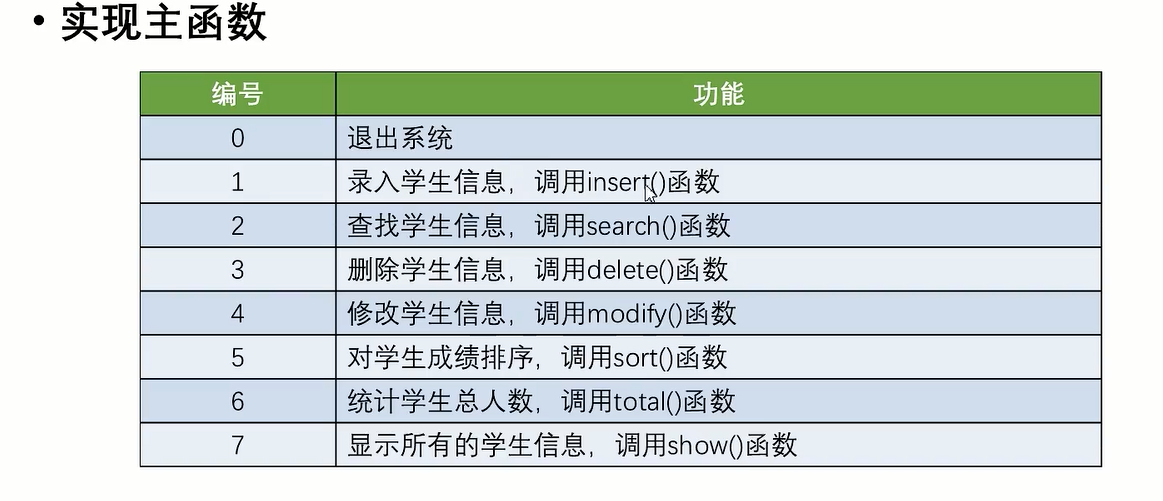 • 实现主函数
编号 功能
0 退出系统
1 录入学生信息，调用insert()函数
2 查找学生信息，调用search()函数
3 删除学生信息，调用delete()函数
4 修改学生信息，调用modify()函数
5 对学生成绩排序，调用sort()函数
6 统计学生总人数，调用total()函数
7 显示所有的学生信息，调用show()函数